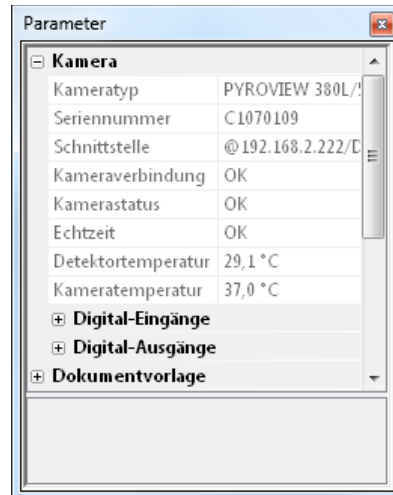 Parameter
Kamera
Kameratyp PYROVIEW 380L/
Seriennummer C1070109
Schnittstelle @192.168.2.222/D
Kameraverbindung OK
Kamerastatus OK
Echtzeit OK
Detektortemperatur 29,1 °C
Kameratemperatur 37,0 °C
Digital-Eingänge
Digital-Ausgänge
Dokumentvorlage